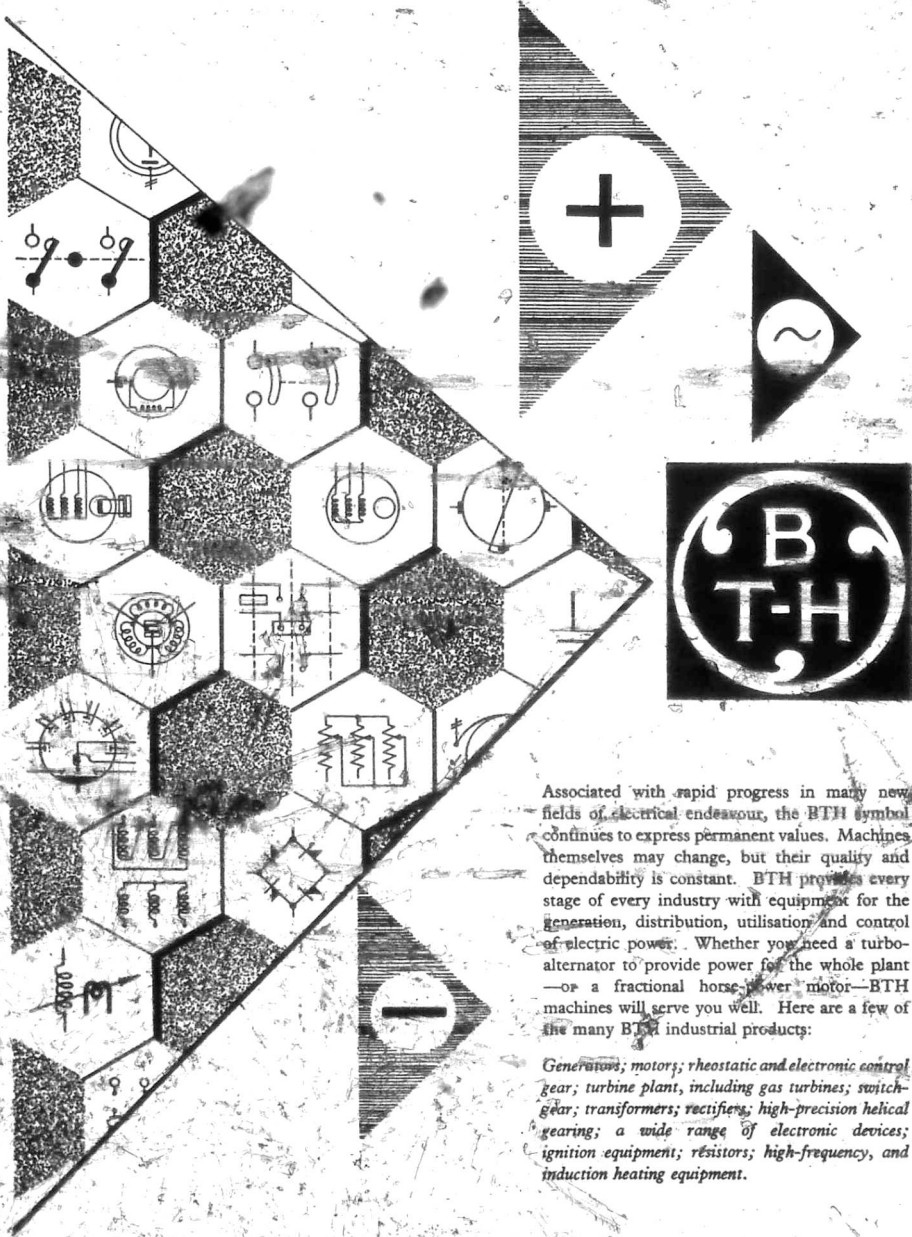 B
T-H
Associated with rapid progress in many new
fields of electrical endeavour, the BTH symbol
continues to express permanent values. Machines
themselves may change, but their quality and
dependability is constant. BTH provides every
stage of every industry with equipment for the
generation, distribution, utilisation and control
of electric power. Whether you need a turbo-
alternator to provide power for the whole plant
—or a fractional horse-power motor—BTH
machines will serve you well. Here are a few of
the many BTH industrial products:
Generators; motors; rheostatic and electronic control
gear; turbine plant, including gas turbines; switch-
gear; transformers; rectifiers; high-precision helical
gearing; a wide range of electronic devices;
ignition equipment; resistors; high-frequency, and
induction heating equipment.